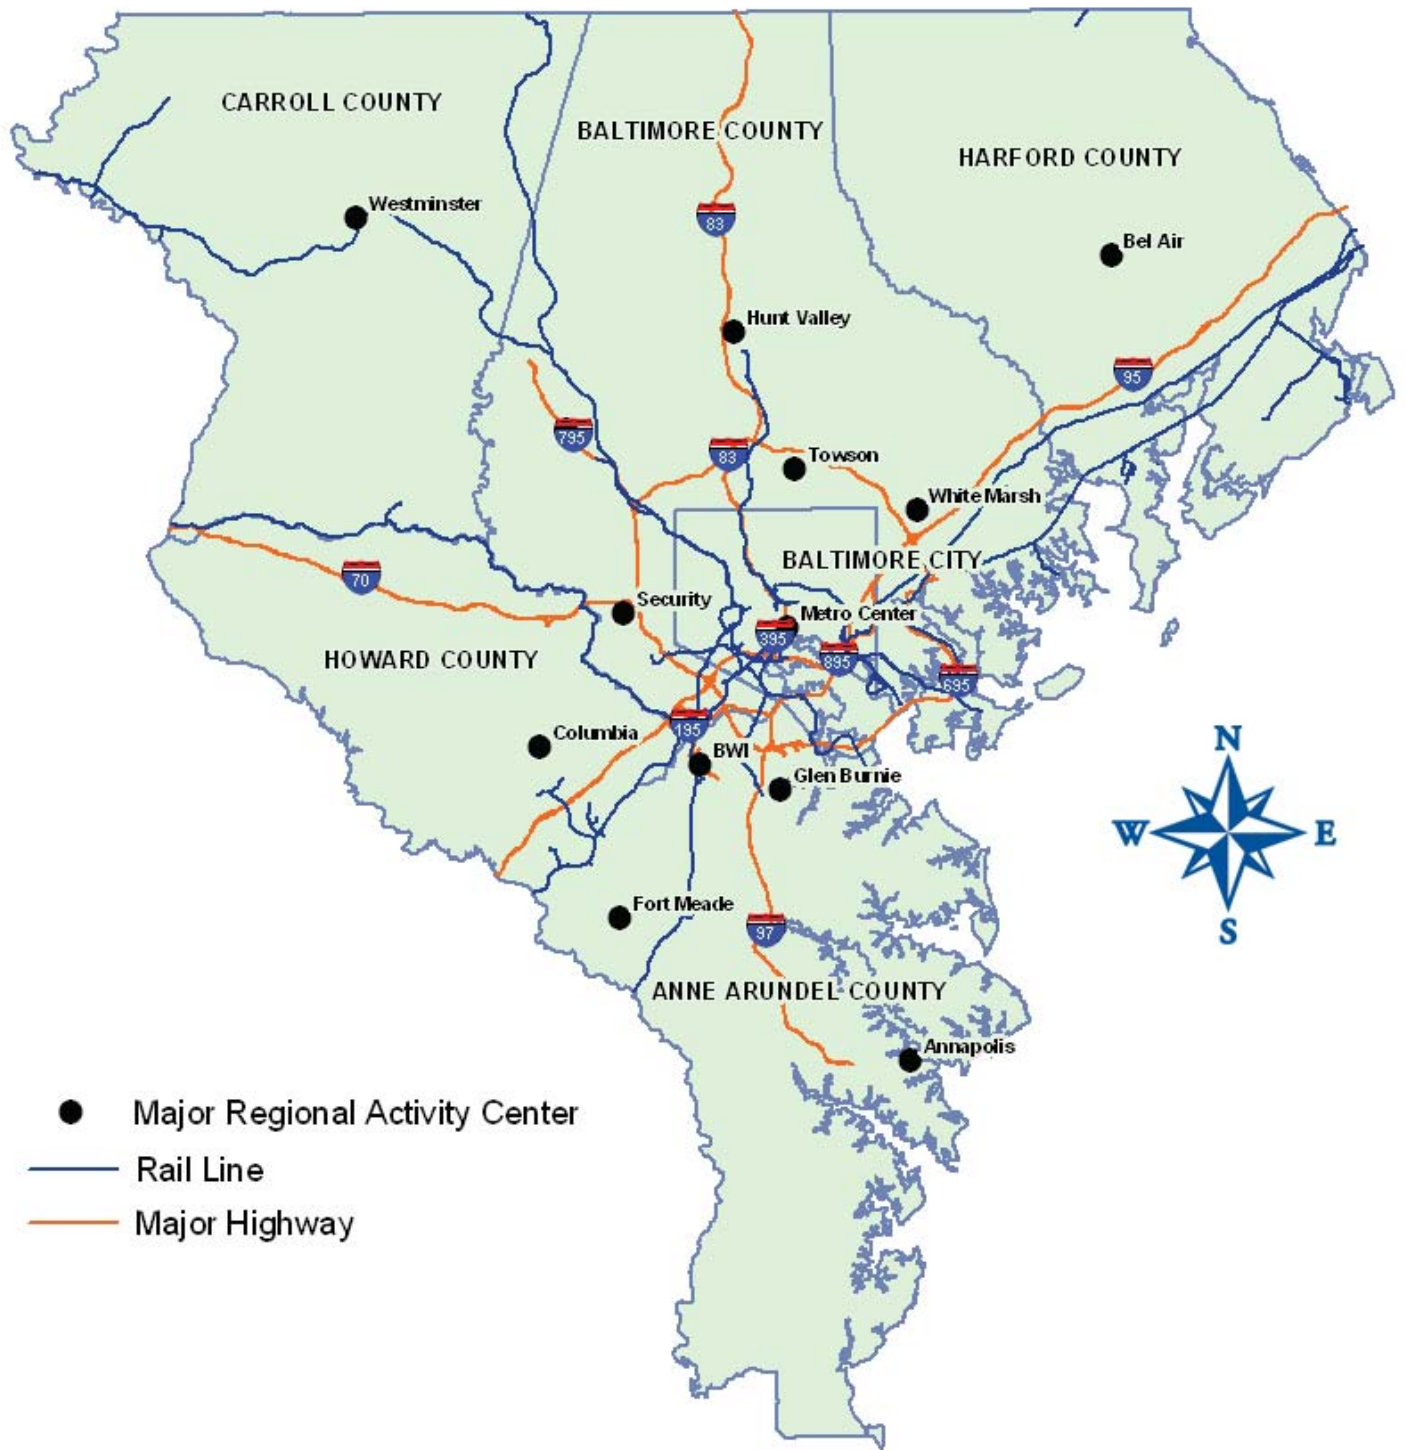 CARROLL COUNTY
BALTIMORE COUNTY
HARFORD COUNTY
Westminster
83
Bel Air
Hunt Valley
95
795
83
Towson
White Marsh
BALTIMORE CITY
70
Security
Metro Center
395
895
HOWARD COUNTY
695
195
Columbia
BWI
Glen Burnie
N
W
E
S
Fort Meade
97
ANNE ARUNDEL COUNTY
Annapolis
Major Regional Activity Center
Rail Line
Major Highway